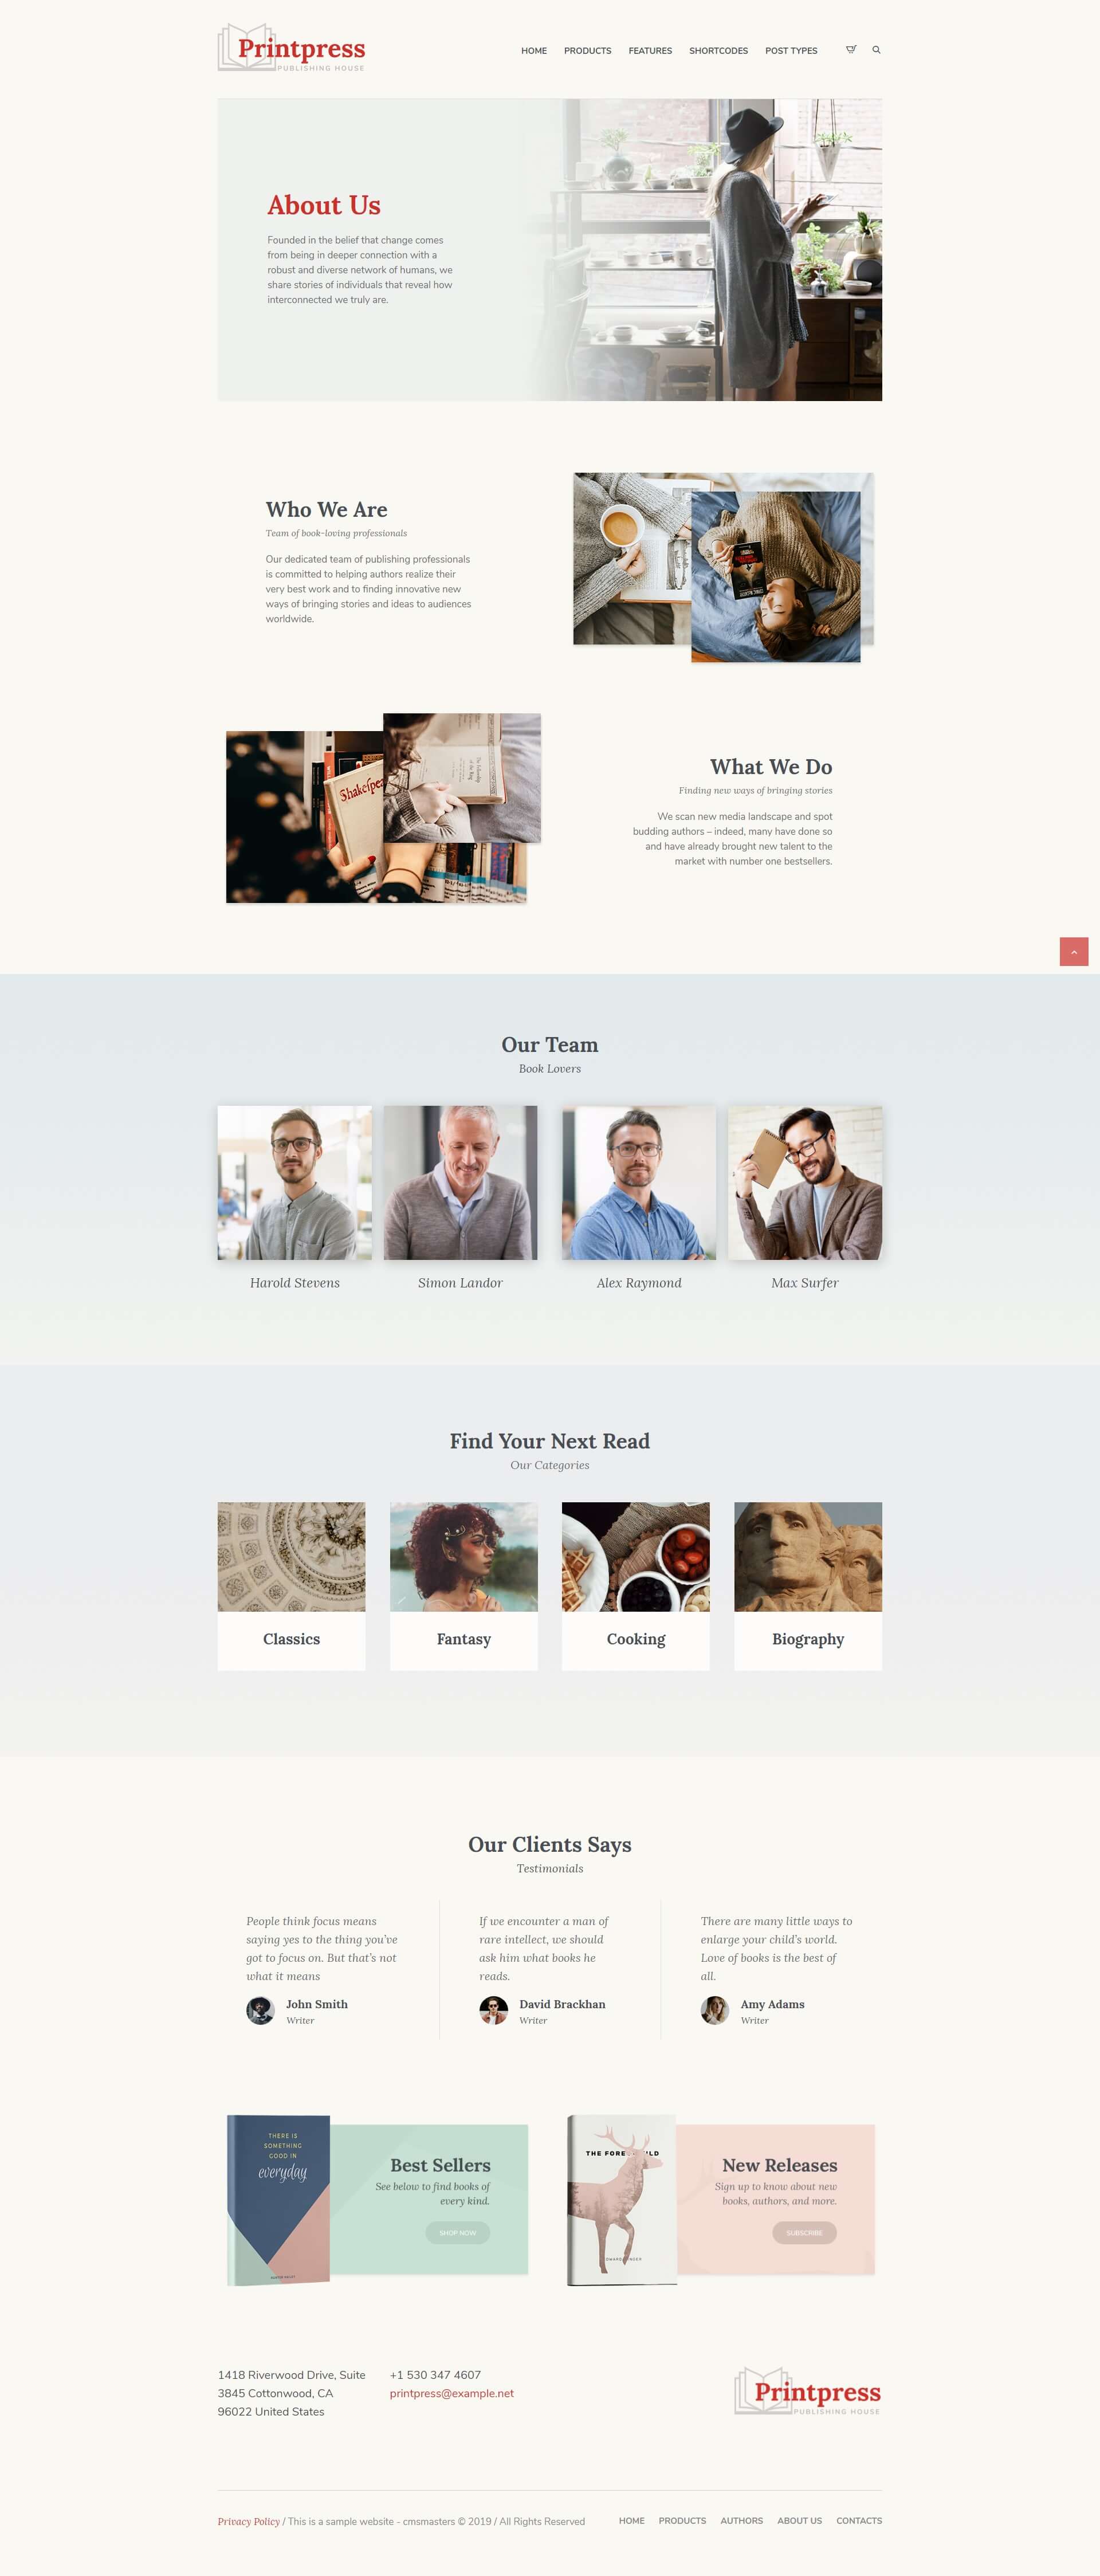 Printpress
PUBLISHING HOUSE
HOME PRODUCTS FEATURES SHORTCODES POST TYPES
About Us
Founded in the belief that change comes
from being in deeper connection with a
robust and diverse network of humans, we
share stories of individuals that reveal how
interconnected we truly are.
Who We Are
Team of book-loving professionals
Our dedicated team of publishing professionals
is committed to helping authors realize their
very best work and to finding innovative new
ways of bringing stories and ideas to audiences
worldwide.
What We Do
Finding new ways of bringing stories
We scan new media landscape and spot
budding authors – indeed, many have done so
and have already brought new talent to the
market with number one bestsellers.
Our Team
Book Lovers
Harold Stevens
Simon Landor
Alex Raymond
Max Surfer
Find Your Next Read
Our Categories
Classics
Fantasy
Cooking
Biography
Our Clients Says
Testimonials
People think focus means
saying yes to the thing you've
got to focus on. But that's not
what it means
John Smith
Writer
If we encounter a man of
rare intellect, we should
ask him what books he
reads.
David Brackhan
Writer
There are many little ways to
enlarge your child's world.
Love of books is the best of
all.
Amy Adams
Writer
THERE IS
SOMETHING
GOOD IN
everyday
Best Sellers
See below to find books of
every kind.
SHOP NOW
THE FORE LD
New Releases
Sign up to know about new
books, authors, and more.
SUBSCRIBE
1418 Riverwood Drive, Suite
3845 Cottonwood, CA
96022 United States
+1 530 347 4607
printpress@example.net
Printpress
PUBLISHING HOUSE
Privacy Policy / This is a sample website - cmsmasters © 2019 / All Rights Reserved
HOME PRODUCTS AUTHORS ABOUT US CONTACTS